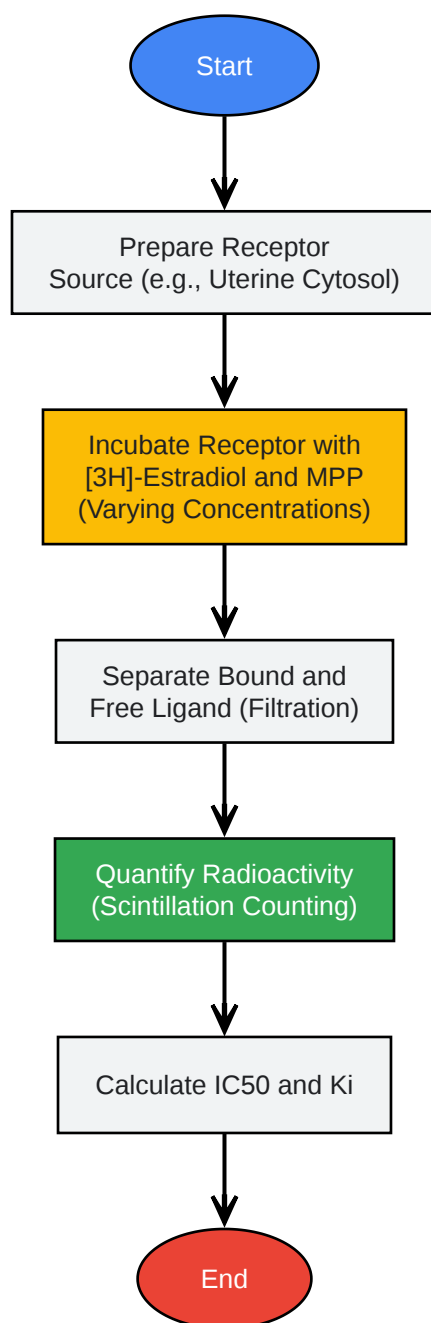 Start
Prepare Receptor
Source (e.g., Uterine Cytosol)
Incubate Receptor with
[3H]-Estradiol and MPP
(Varying Concentrations)
Separate Bound and
Free Ligand (Filtration)
Quantify Radioactivity
(Scintillation Counting)
Calculate IC50 and Ki
End